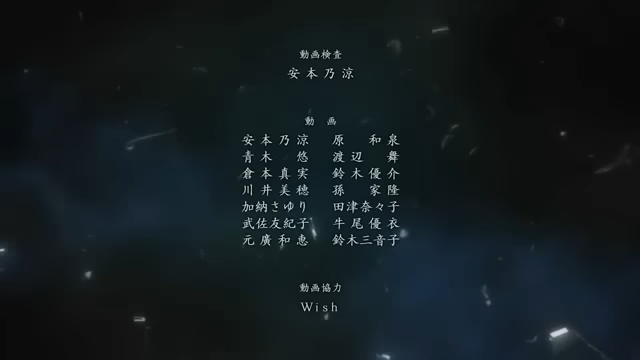 動画検査
安本乃涼
動 画
安本乃涼 原 和泉
青木 悠 渡辺 舞
倉本真実 鈴木優介
川井美穂 孫 家隆
加納さゆり 田津奈々子
武佐友紀子 牛尾優衣
元廣和恵 鈴木三音子
動画協力
Wish